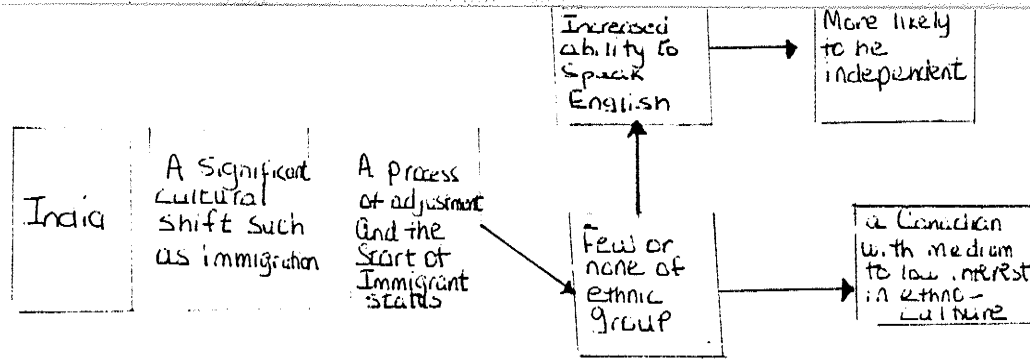 India
A significant
cultural
shift such
as immigration
A process
of adjustment
and the
start of
Immigrant
status
Few or
none of
ethnic
group
Increased
ability to
speak
English
More likely
to be
independent
a Canadian
with medium
to low interest
in ethno-
culture